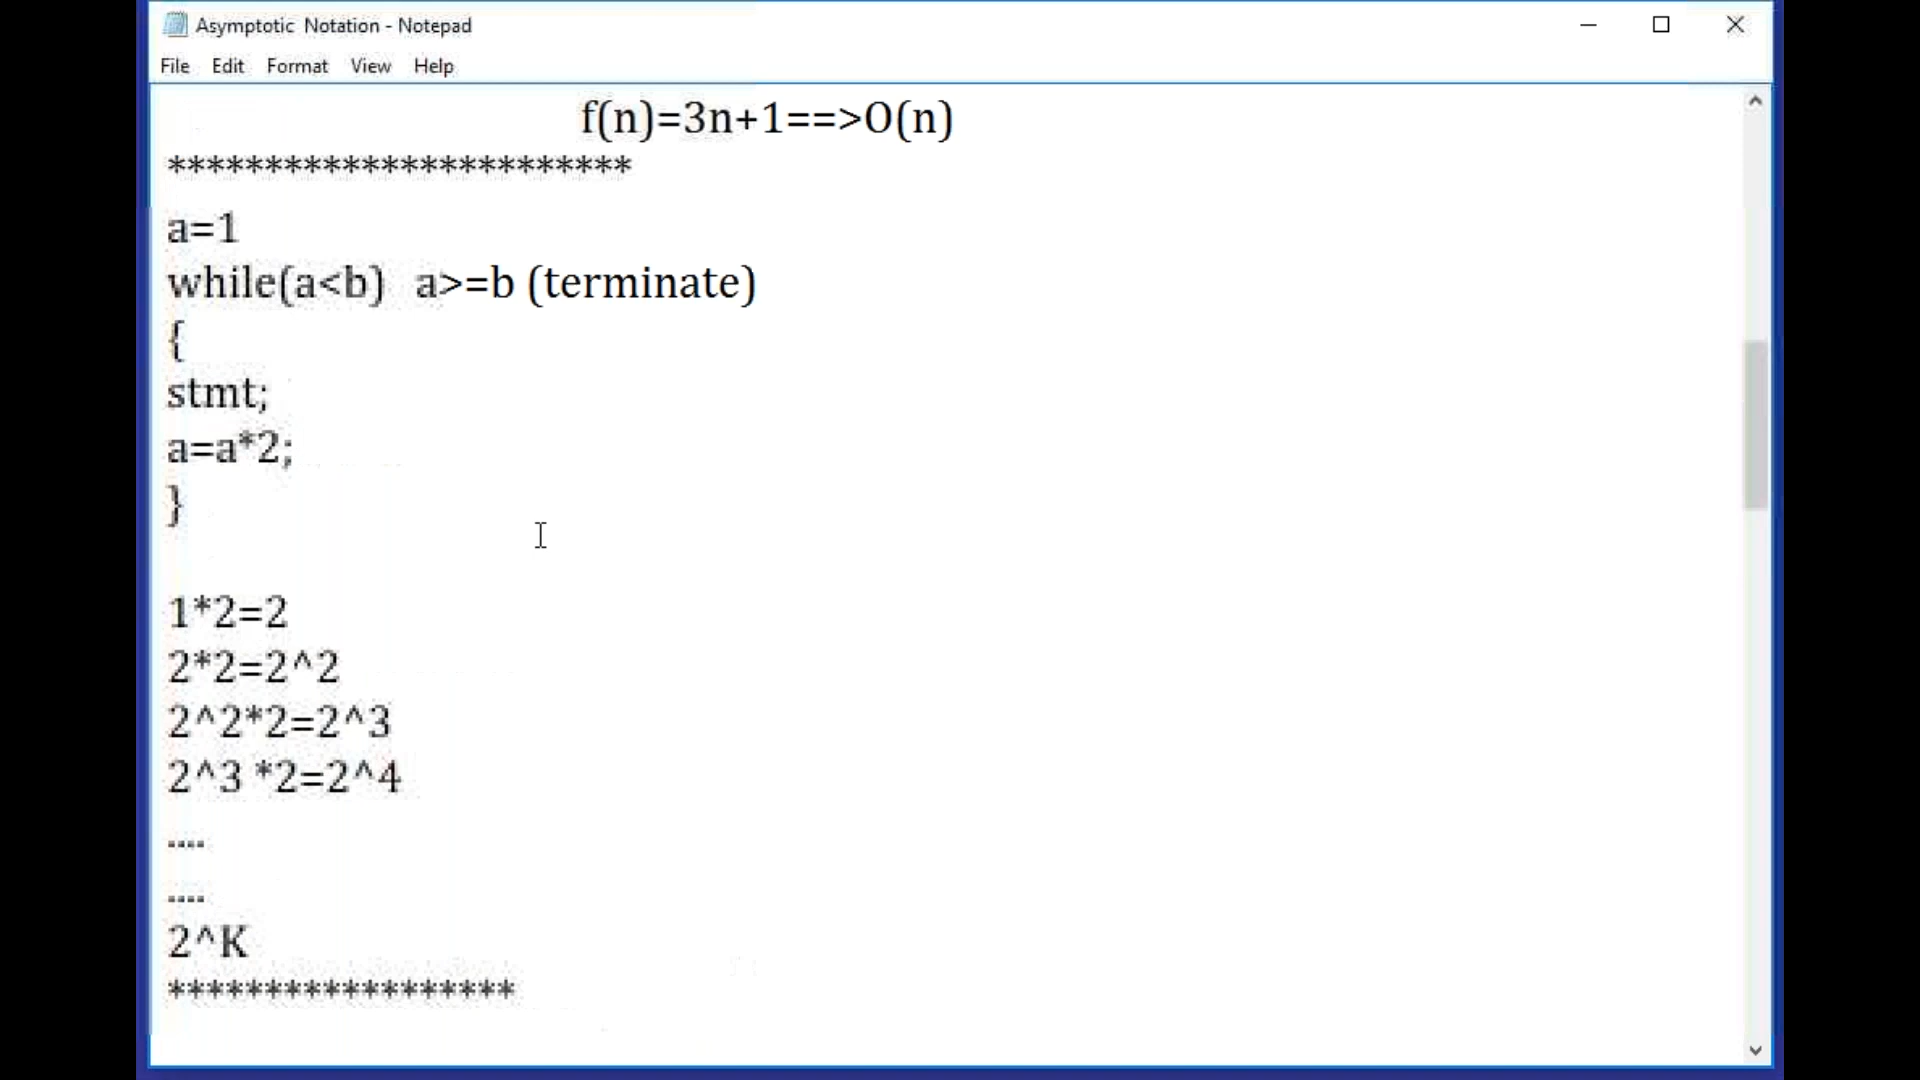 Asymptotic Notation - Notepad
File Edit Format View Help
f(n)=3n+1==>O(n)
************************
a=1
while(a<b) a>=b (terminate)
{
stmt;
a=a*2;
}
1*2=2
2*2=2^2
2^2*2=2^3
2^3 *2=2^4
....
....
2^K
******************